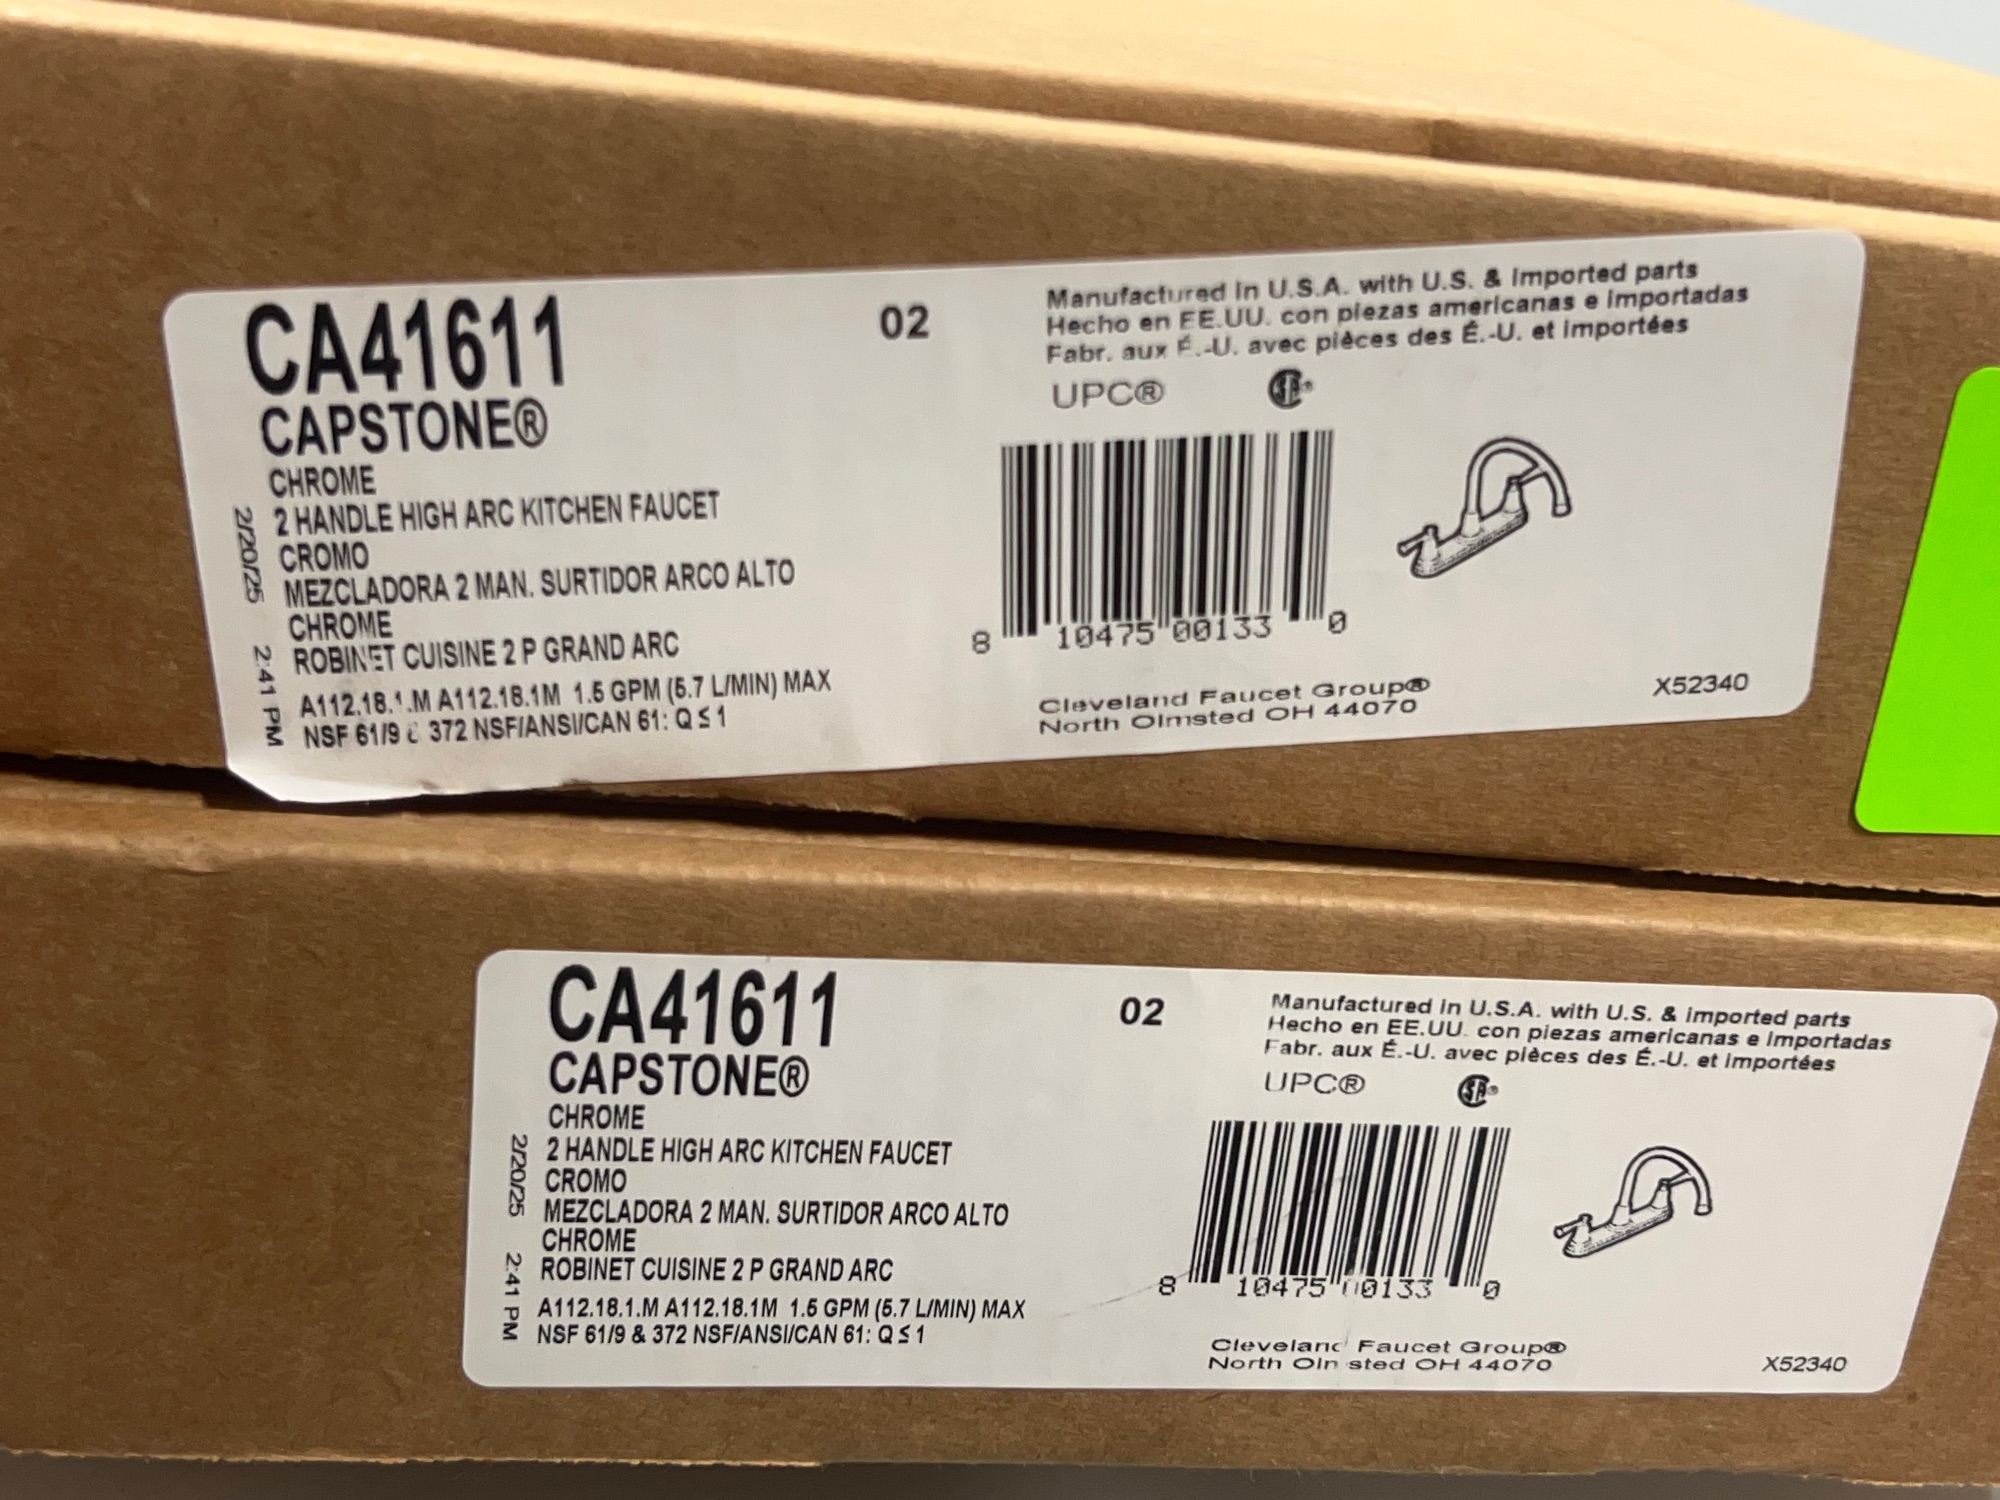 CA41611
CAPSTONE®
CHROME
2 HANDLE HIGH ARC KITCHEN FAUCET
CROMO
MEZCLADORA 2 MAN. SURTIDOR ARCO ALTO
CHROME
ROBINET CUISINE 2 P GRAND ARC
A112.18.1.M A112.18.1M 1.5 GPM (5.7 L/MIN) MAX
NSF 61/9 & 372 NSF/ANSI/CAN 61: Q ≤ 1
2/20/25 2:41 PM
02
Manufactured in U.S.A. with U.S. & imported parts
Hecho en EE.UU. con piezas americanas e importadas
Fabr. aux É.-U. avec pièces des É.-U. et importées
UPC® SA®
8 10475 00133 0
Cleveland Faucet Group®
North Olmsted OH 44070
X52340
CA41611
CAPSTONE®
CHROME
2 HANDLE HIGH ARC KITCHEN FAUCET
CROMO
MEZCLADORA 2 MAN. SURTIDOR ARCO ALTO
CHROME
ROBINET CUISINE 2 P GRAND ARC
A112.18.1.M A112.18.1M 1.5 GPM (5.7 L/MIN) MAX
NSF 61/9 & 372 NSF/ANSI/CAN 61: Q ≤ 1
2/20/25 2:41 PM
02
Manufactured in U.S.A. with U.S. & imported parts
Hecho en EE.UU. con piezas americanas e importadas
Fabr. aux É.-U. avec pièces des É.-U. et importées
UPC® SA®
8 10475 00133 0
Cleveland Faucet Group®
North Olmsted OH 44070
X52340